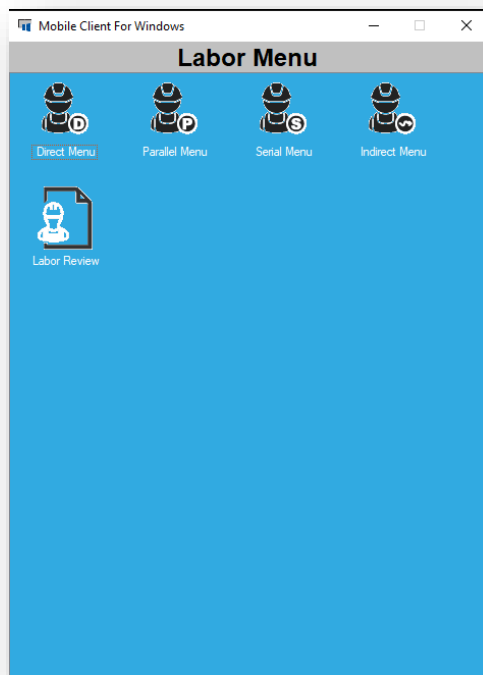 Mobile Client For Windows
Labor Menu
D P S
Direct Menu Parallel Menu Serial Menu Indirect Menu
Labor Review